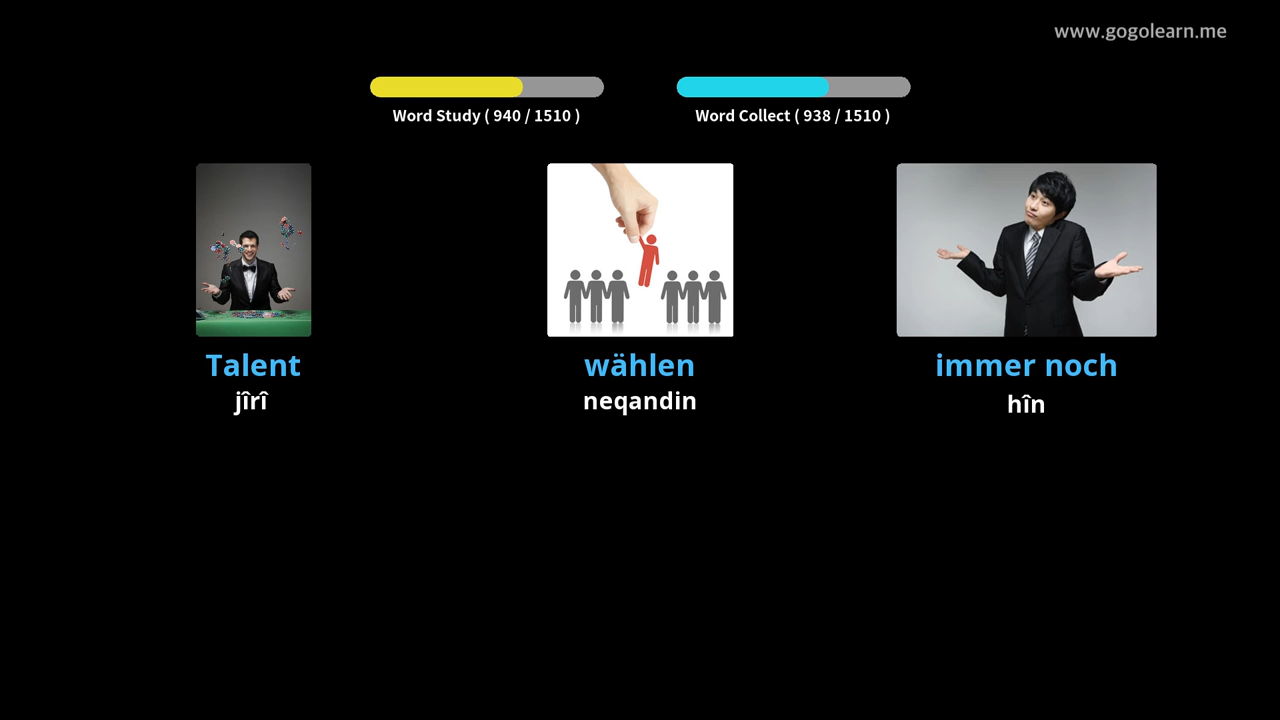 www.gogolearn.me
Word Study ( 940 / 1510 )
Word Collect ( 938 / 1510 )
Talent
jîrî
wählen
neqandin
immer noch
hîn